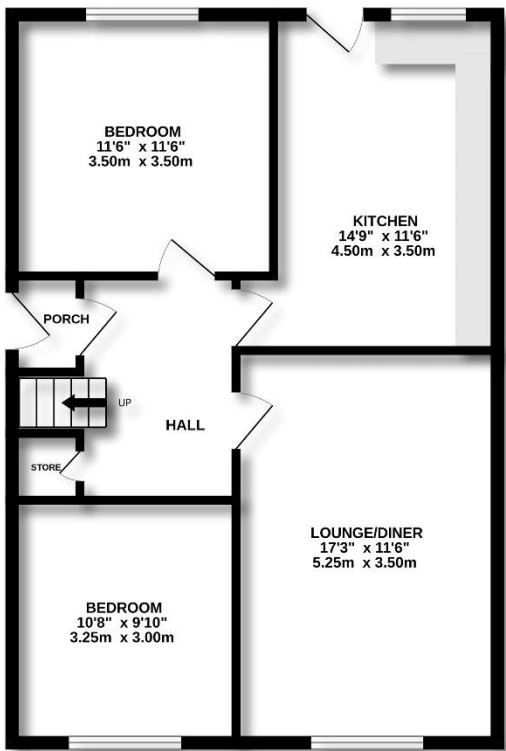 BEDROOM
11'6" x 11'6"
3.50m x 3.50m
KITCHEN
14'9" x 11'6"
4.50m x 3.50m
PORCH
UP
HALL
STORE
LOUNGE/DINER
17'3" x 11'6"
5.25m x 3.50m
BEDROOM
10'8" x 9'10"
3.25m x 3.00m